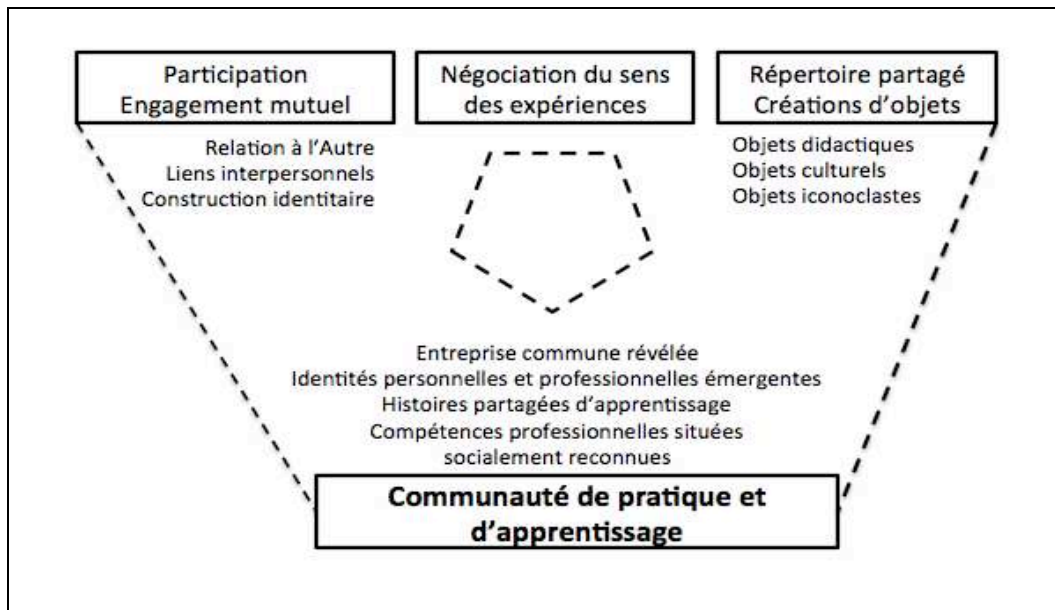 Participation
Engagement mutuel
Négociation du sens
des expériences
Répertoire partagé
Créations d'objets
Relation à l'Autre
Liens interpersonnels
Construction identitaire
Objets didactiques
Objets culturels
Objets iconoclastes
Entreprise commune révélée
Identités personnelles et professionnelles émergentes
Histoires partagées d'apprentissage
Compétences professionnelles situées
socialement reconnues
Communauté de pratique et
d'apprentissage